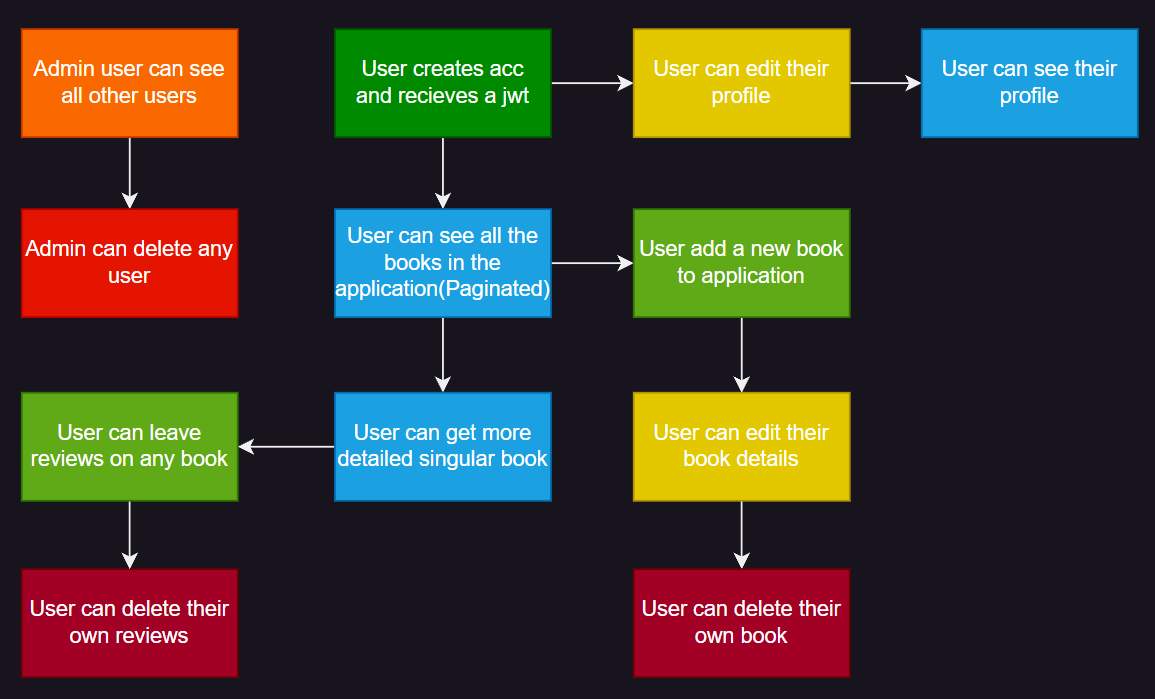 Admin user can see
all other users
User creates acc
and recieves a jwt
User can edit their
profile
User can see their
profile
Admin can delete any
user
User can see all the
books in the
application(Paginated)
User add a new book
to application
User can leave
reviews on any book
User can get more
detailed singular book
User can edit their
book details
User can delete their
own reviews
User can delete their
own book